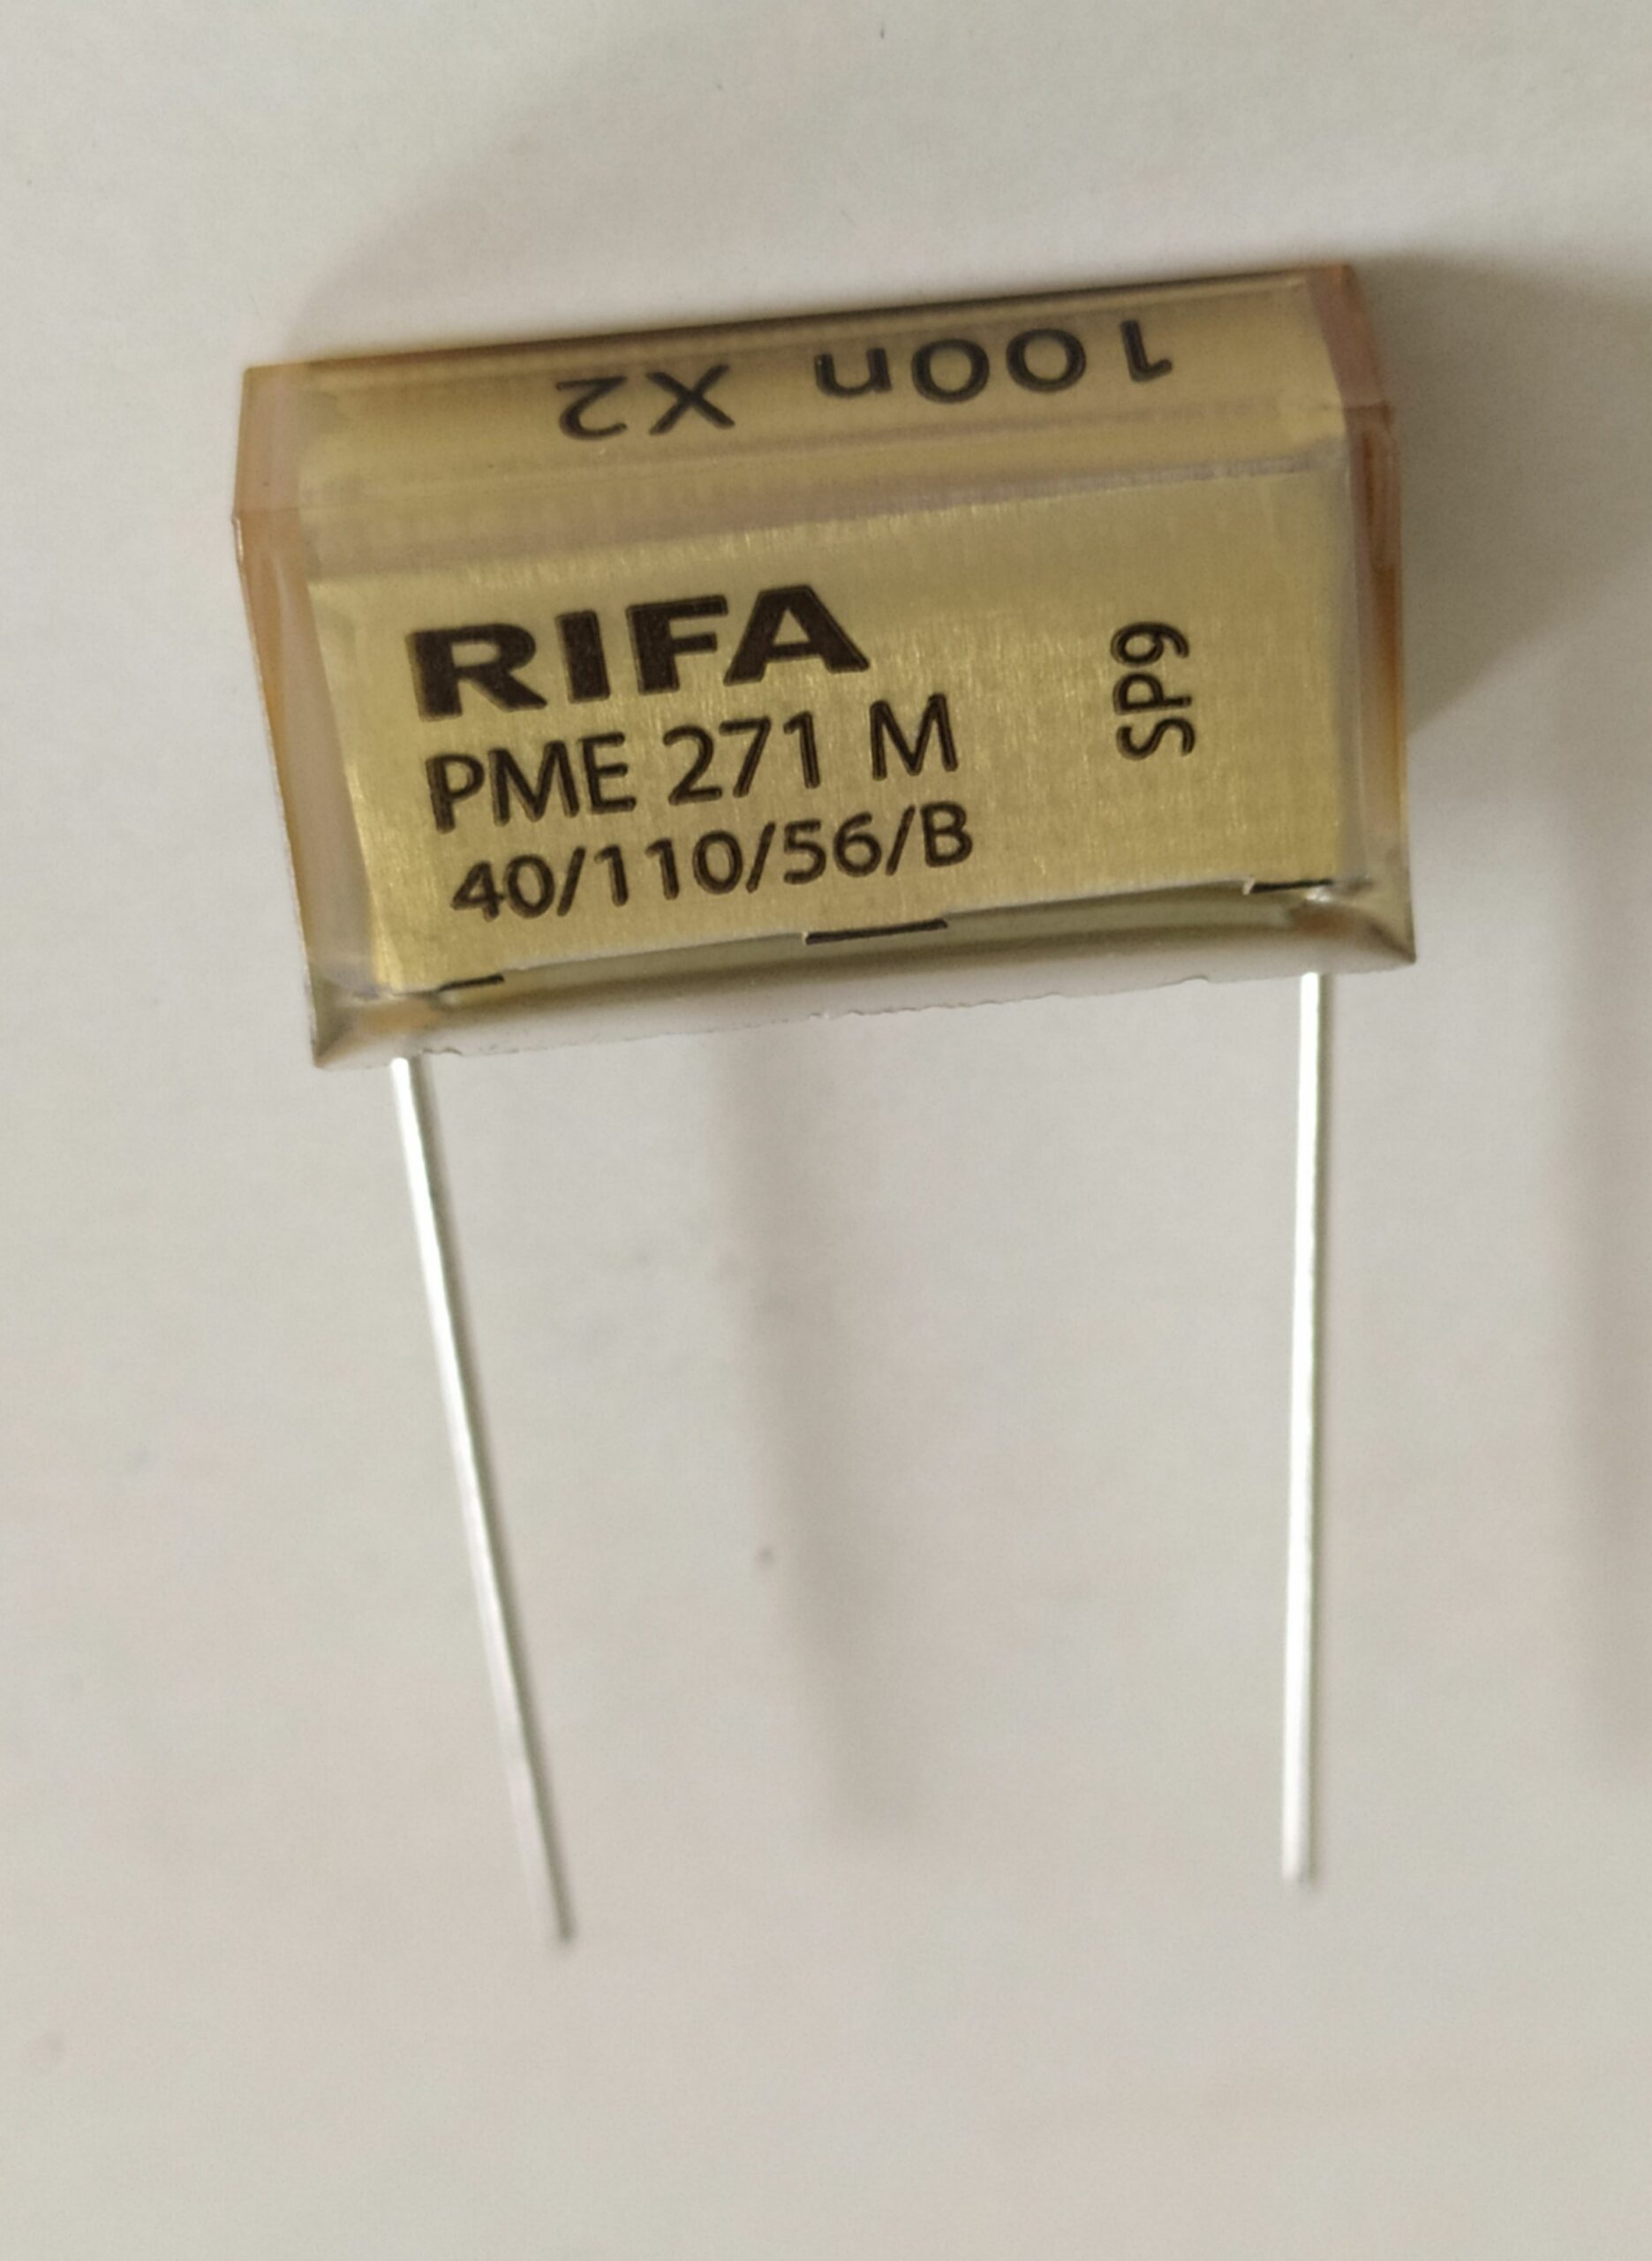 100n X2
RIFA
PME 271 M
40/110/56/B
SP9